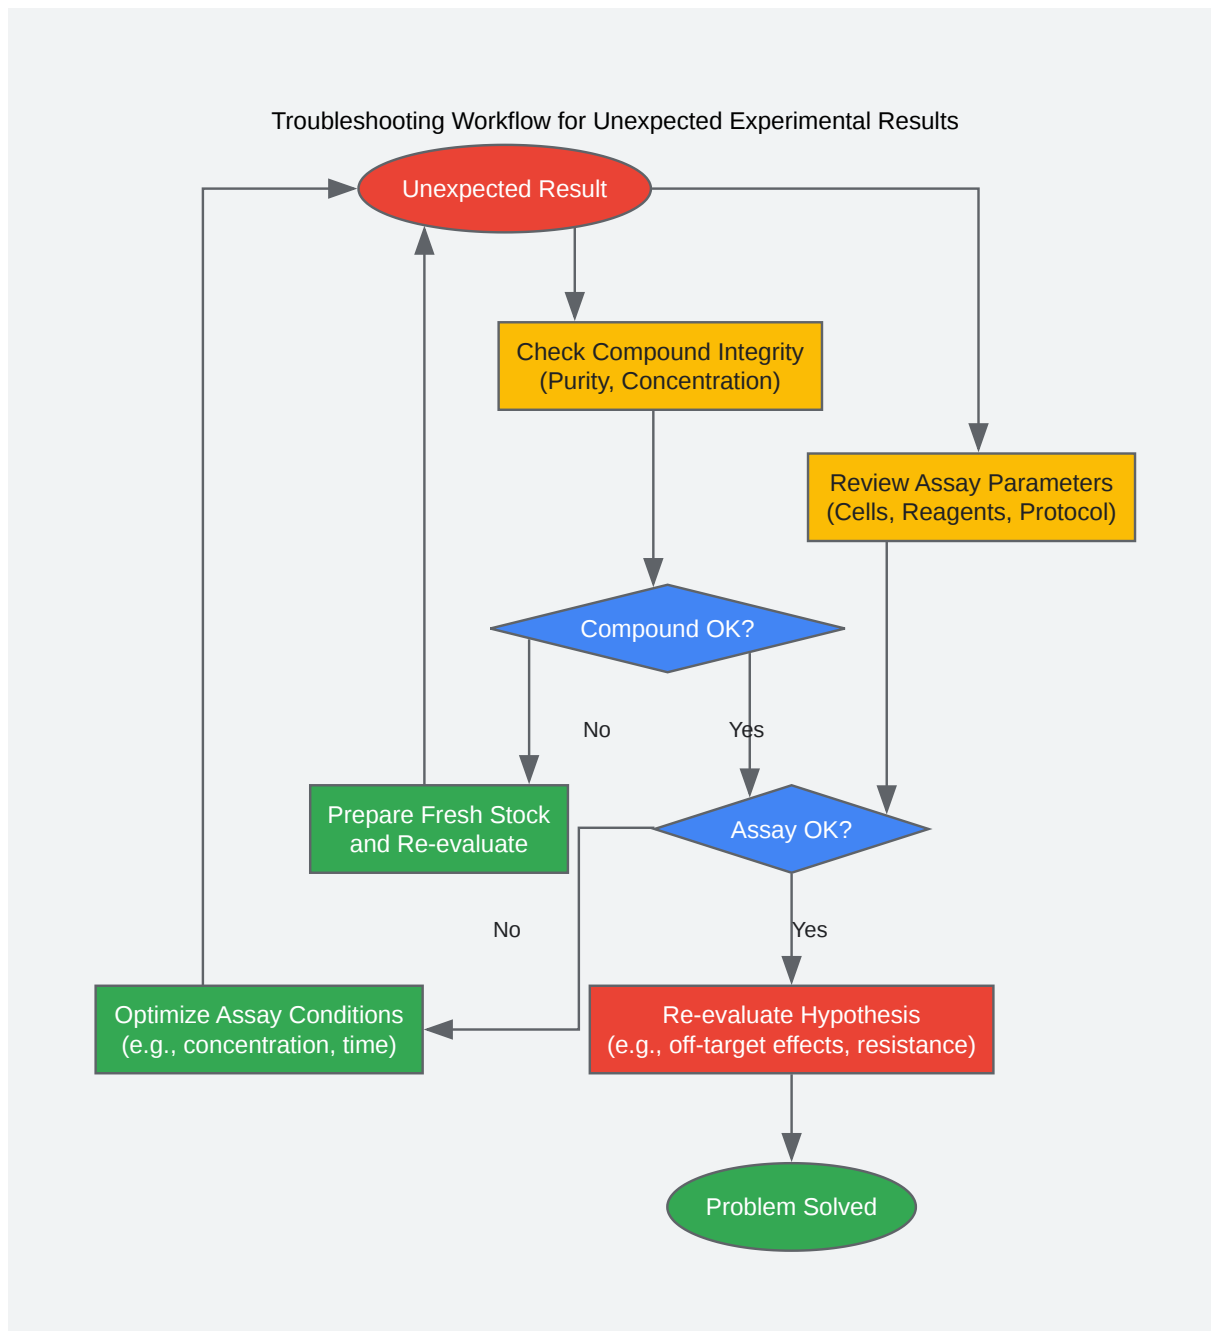 Troubleshooting Workflow for Unexpected Experimental Results
Unexpected Result
Check Compound Integrity
(Purity, Concentration)
Review Assay Parameters
(Cells, Reagents, Protocol)
Compound OK?
No
Yes
Prepare Fresh Stock
and Re-evaluate
Assay OK?
No
Yes
Optimize Assay Conditions
(e.g., concentration, time)
Re-evaluate Hypothesis
(e.g., off-target effects, resistance)
Problem Solved